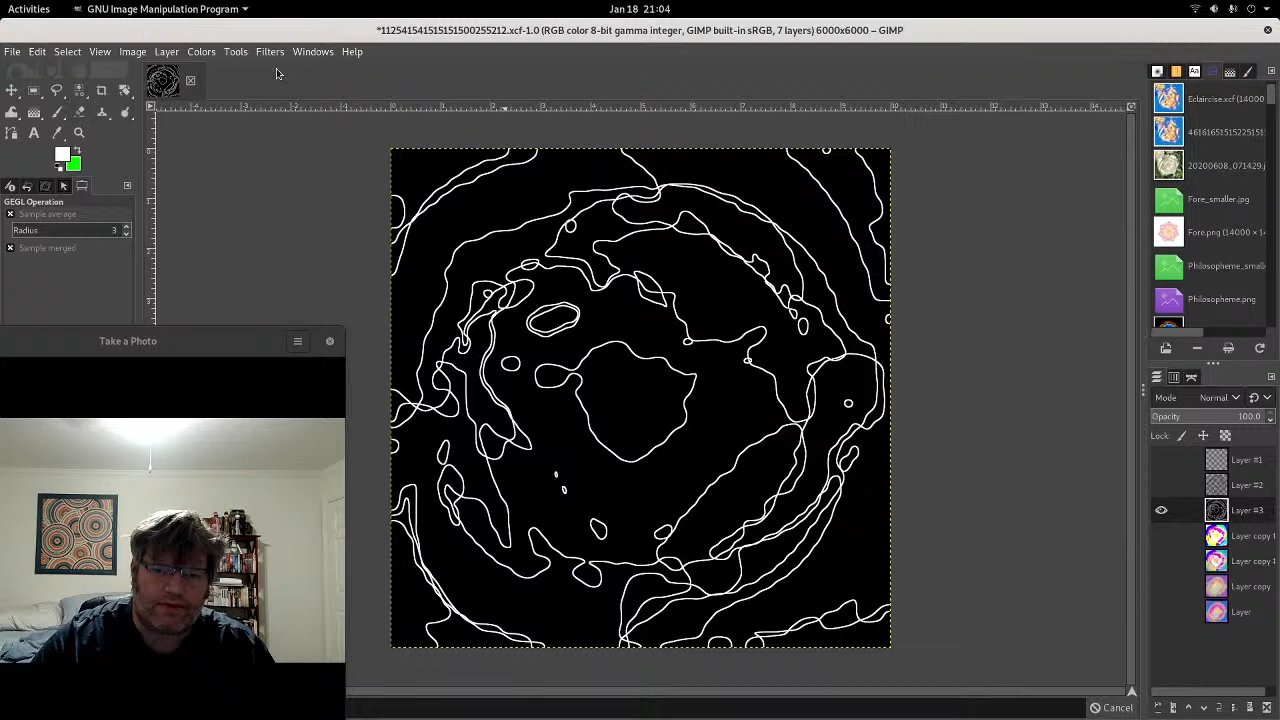 Activities GNU Image Manipulation Program Jan 18 21:04
*11254154151515151500255212.xcf-1.0 (RGB color 8-bit gamma integer, GIMP built-in sRGB, 7 layers) 6000x6000 – GIMP
File Edit Select View Image Layer Colors Tools Filters Windows Help
GEGL Operation
Sample average
Radius 3
Sample merged
Take a Photo
Eclaircise.xcf (14000
20200608_071429.j
Fore_smaller.jpg
Fore.png (14000 × 14
Philosopheme_small
Philosopheme.png
Mode Normal
Opacity 100.0
Lock:
Layer #1
Layer #2
Layer #3
Layer copy
Layer copy
Layer copy
Layer
Cancel